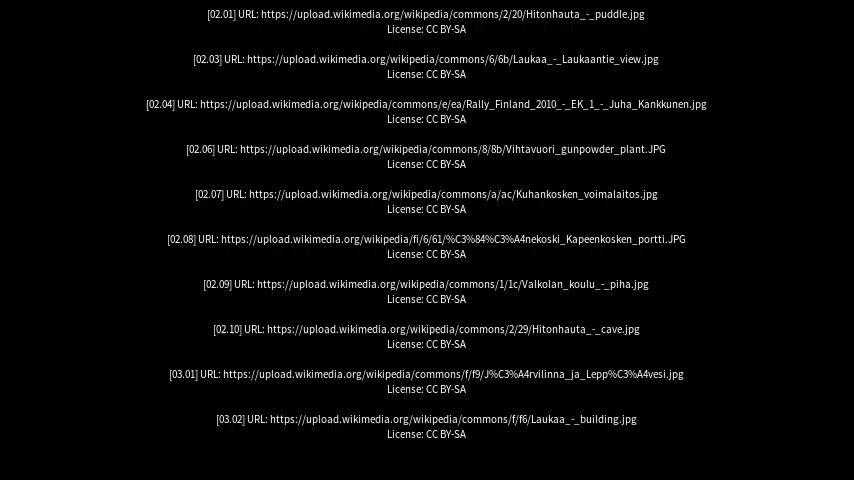 [02.01] URL: https://upload.wikimedia.org/wikipedia/commons/2/20/Hitonhauta_-_puddle.jpg
License: CC BY-SA
[02.03] URL: https://upload.wikimedia.org/wikipedia/commons/6/6b/Laukaa_-_Laukaantie_view.jpg
License: CC BY-SA
[02.04] URL: https://upload.wikimedia.org/wikipedia/commons/e/ea/Rally_Finland_2010_-_EK_1_-_Juha_Kankkunen.jpg
License: CC BY-SA
[02.06] URL: https://upload.wikimedia.org/wikipedia/commons/8/8b/Vihtavuori_gunpowder_plant.JPG
License: CC BY-SA
[02.07] URL: https://upload.wikimedia.org/wikipedia/commons/a/ac/Kuhankosken_voimalaitos.jpg
License: CC BY-SA
[02.08] URL: https://upload.wikimedia.org/wikipedia/fi/6/61/%C3%84%C3%A4nekoski_Kapeenkosken_portti.JPG
License: CC BY-SA
[02.09] URL: https://upload.wikimedia.org/wikipedia/commons/1/1c/Valkolan_koulu_-_piha.jpg
License: CC BY-SA
[02.10] URL: https://upload.wikimedia.org/wikipedia/commons/2/29/Hitonhauta_-_cave.jpg
License: CC BY-SA
[03.01] URL: https://upload.wikimedia.org/wikipedia/commons/f/f9/J%C3%A4rvilinna_ja_Lepp%C3%A4vesi.jpg
License: CC BY-SA
[03.02] URL: https://upload.wikimedia.org/wikipedia/commons/f/f6/Laukaa_-_building.jpg
License: CC BY-SA